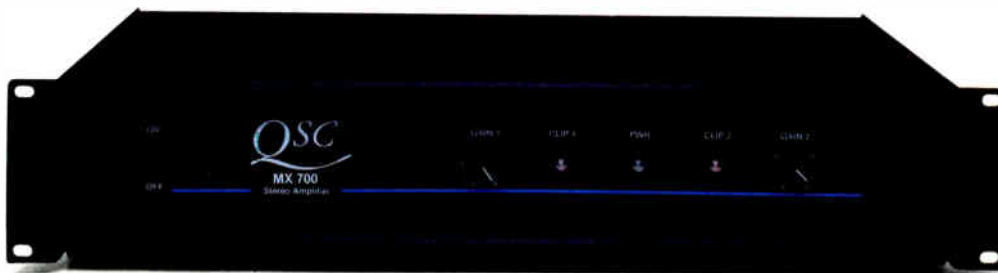 ON
QSC
GAIN 1 CLIP 1 PWR CLIP 2 GAIN 2
MX 700
Stereo Amplifier
OFF